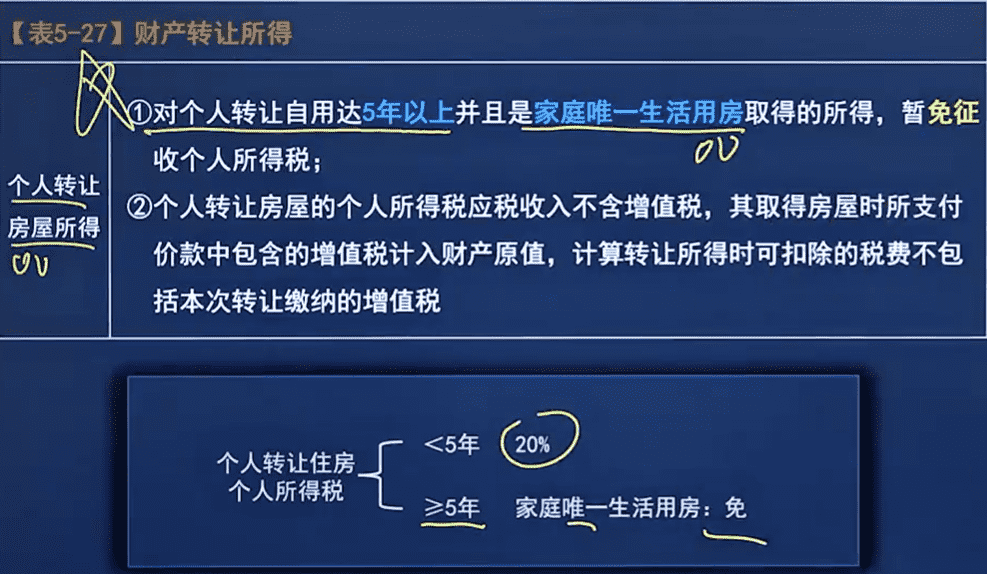 【表5-27】财产转让所得
①对个人转让自用达5年以上并且是家庭唯一生活用房取得的所得，暂免征
收个人所得税；
个人转让
房屋所得
②个人转让房屋的个人所得税应税收入不含增值税，其取得房屋时所支付
价款中包含的增值税计入财产原值，计算转让所得时可扣除的税费不包
括本次转让缴纳的增值税
个人转让住房
个人所得税
<5年 20%
≥5年 家庭唯一生活用房：免